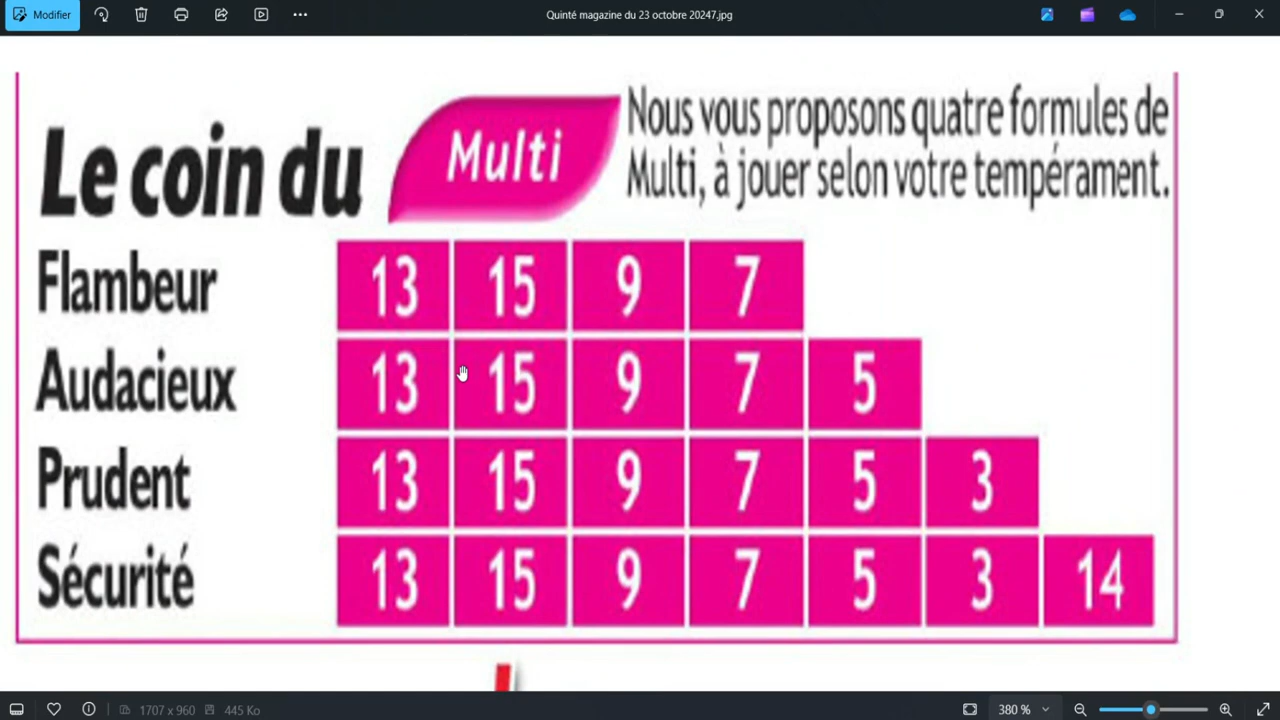 Modifier
Quinté magazine du 23 octobre 20247.jpg
Le coin du Multi
Nous vous proposons quatre formules de
Multi, à jouer selon votre tempérament.
Flambeur 13 15 9 7
Audacieux 13 15 9 7 5
Prudent 13 15 9 7 5 3
Sécurité 13 15 9 7 5 3 14
1707 x 960 445 Ko 380 %